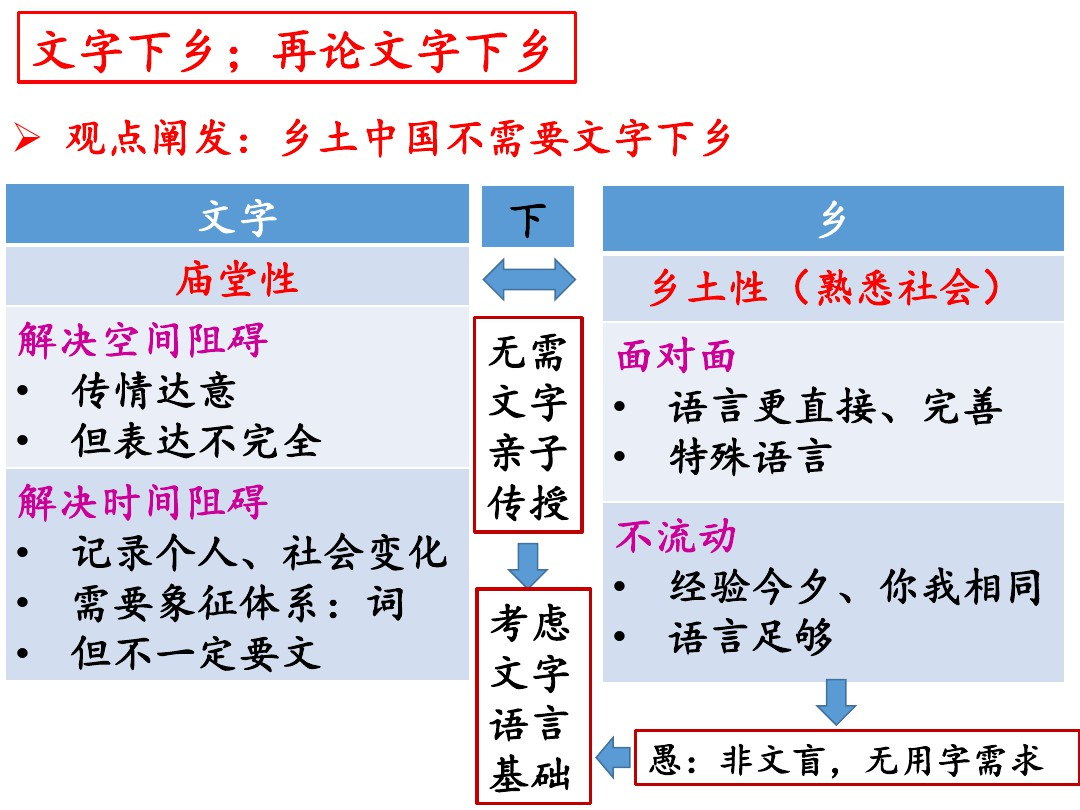 文字下乡；再论文字下乡
➢ 观点阐发：乡土中国不需要文字下乡
文字
庙堂性
解决空间阻碍
• 传情达意
• 但表达不完全
解决时间阻碍
• 记录个人、社会变化
• 需要象征体系：词
• 但不一定要文
下
无需
文字
亲子
传授
考虑
文字
语言
基础
乡
乡土性（熟悉社会）
面对面
• 语言更直接、完善
• 特殊语言
不流动
• 经验今夕、你我相同
• 语言足够
愚：非文盲，无用字需求